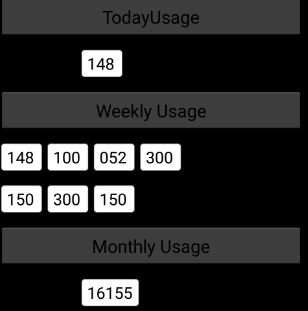 TodayUsage
148
Weekly Usage
148 100 052 300
150 300 150
Monthly Usage
16155